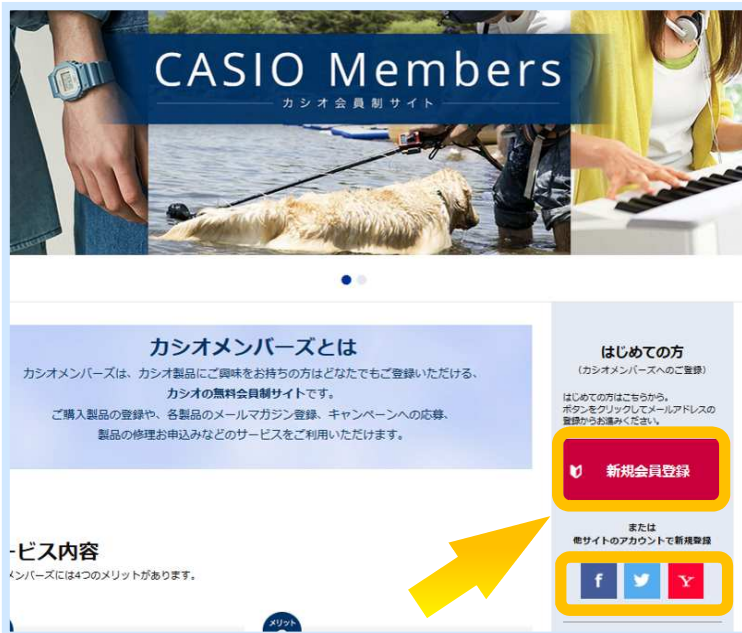 CASIO Members
カシオ会員制サイト
カシオメンバーズとは
カシオメンバーズは、カシオ製品にご興味をお持ちの方はどなたでもご登録いただける、
カシオの無料会員制サイトです。
ご購入製品の登録や、各製品のメールマガジン登録、キャンペーンへの応募、
製品の修理お申込みなどのサービスをご利用いただけます。
はじめての方
(カシオメンバーズへのご登録)
はじめての方はこちらから。
ボタンをクリックしてメールアドレスの
登録からお進みください。
新規会員登録
または
他サイトのアカウントで新規登録
f
Y
ービス内容
メンバーズには4つのメリットがあります。
メリット